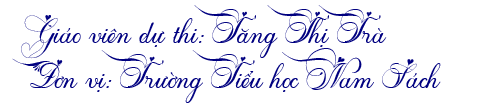 Giáo viên dự thi: Tăng Thị Trà
Đơn vị: Trường Tiểu học Nam Sách